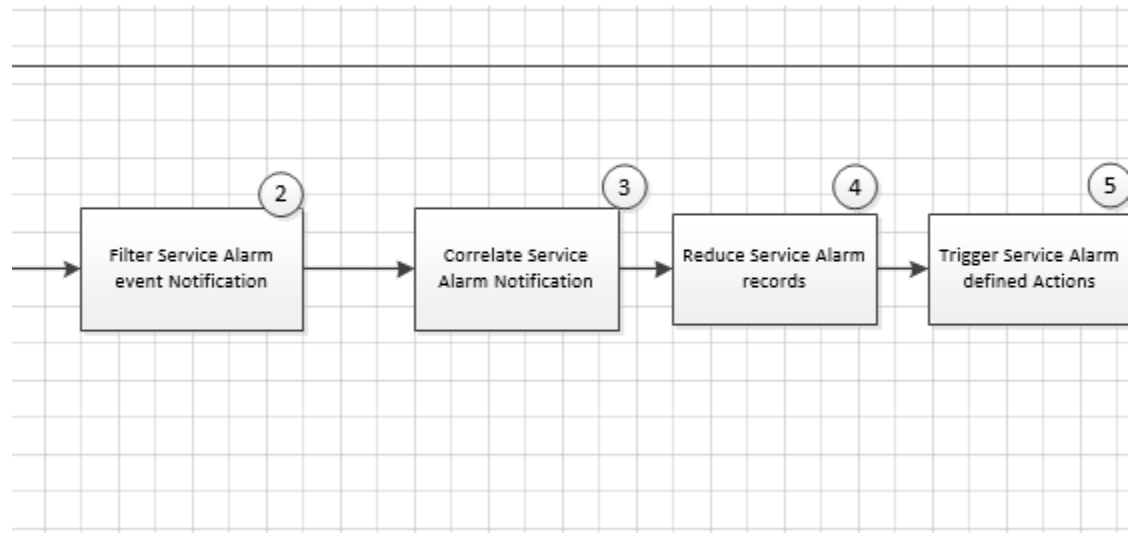 2
Filter Service Alarm
event Notification
3
Correlate Service
Alarm Notification
4
Reduce Service Alarm
records
5
Trigger Service Alarm
defined Actions